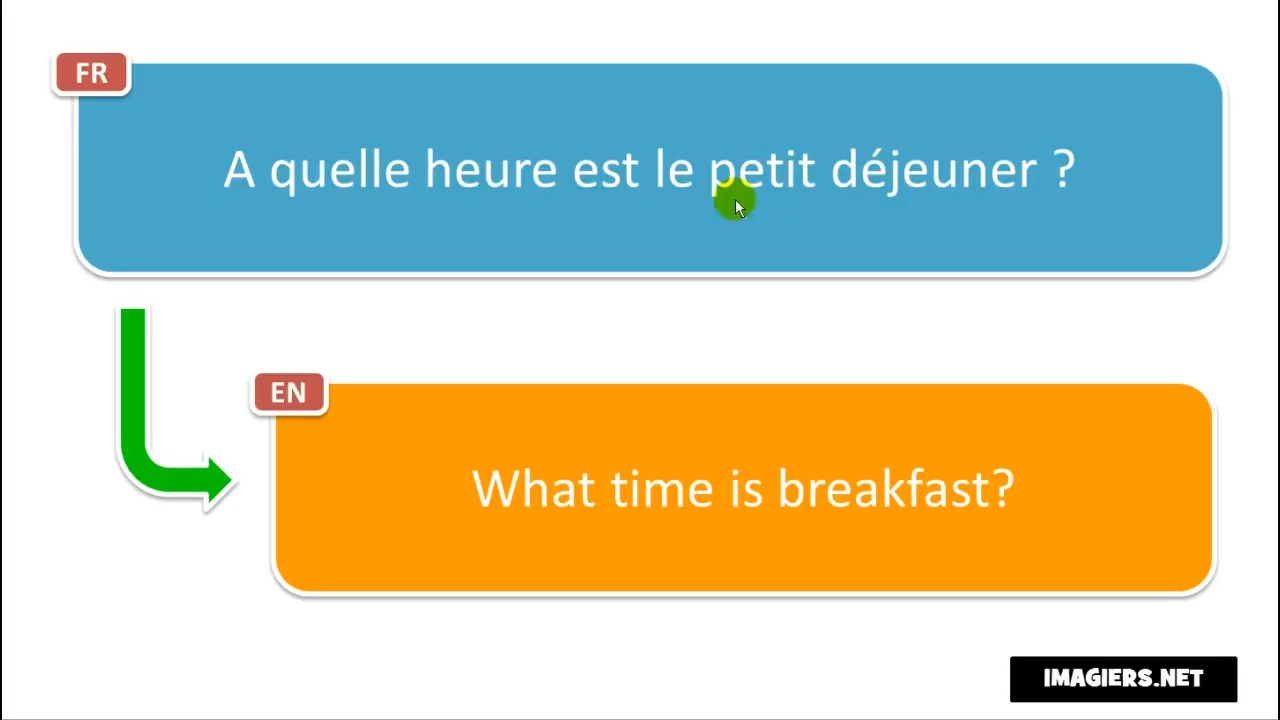 FR
A quelle heure est le petit déjeuner ?
EN
What time is breakfast?
IMAGIERS.NET